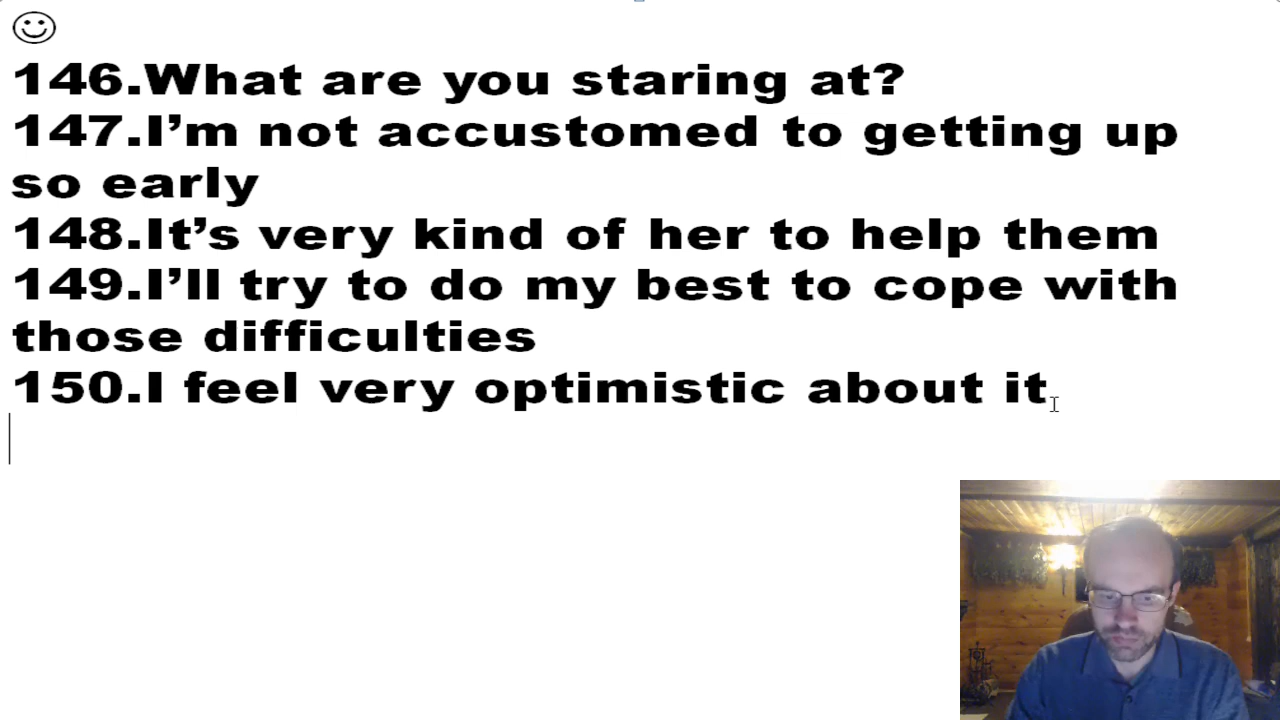 ☺
146.What are you staring at?
147.I’m not accustomed to getting up
so early
148.It’s very kind of her to help them
149.I’ll try to do my best to cope with
those difficulties
150.I feel very optimistic about it